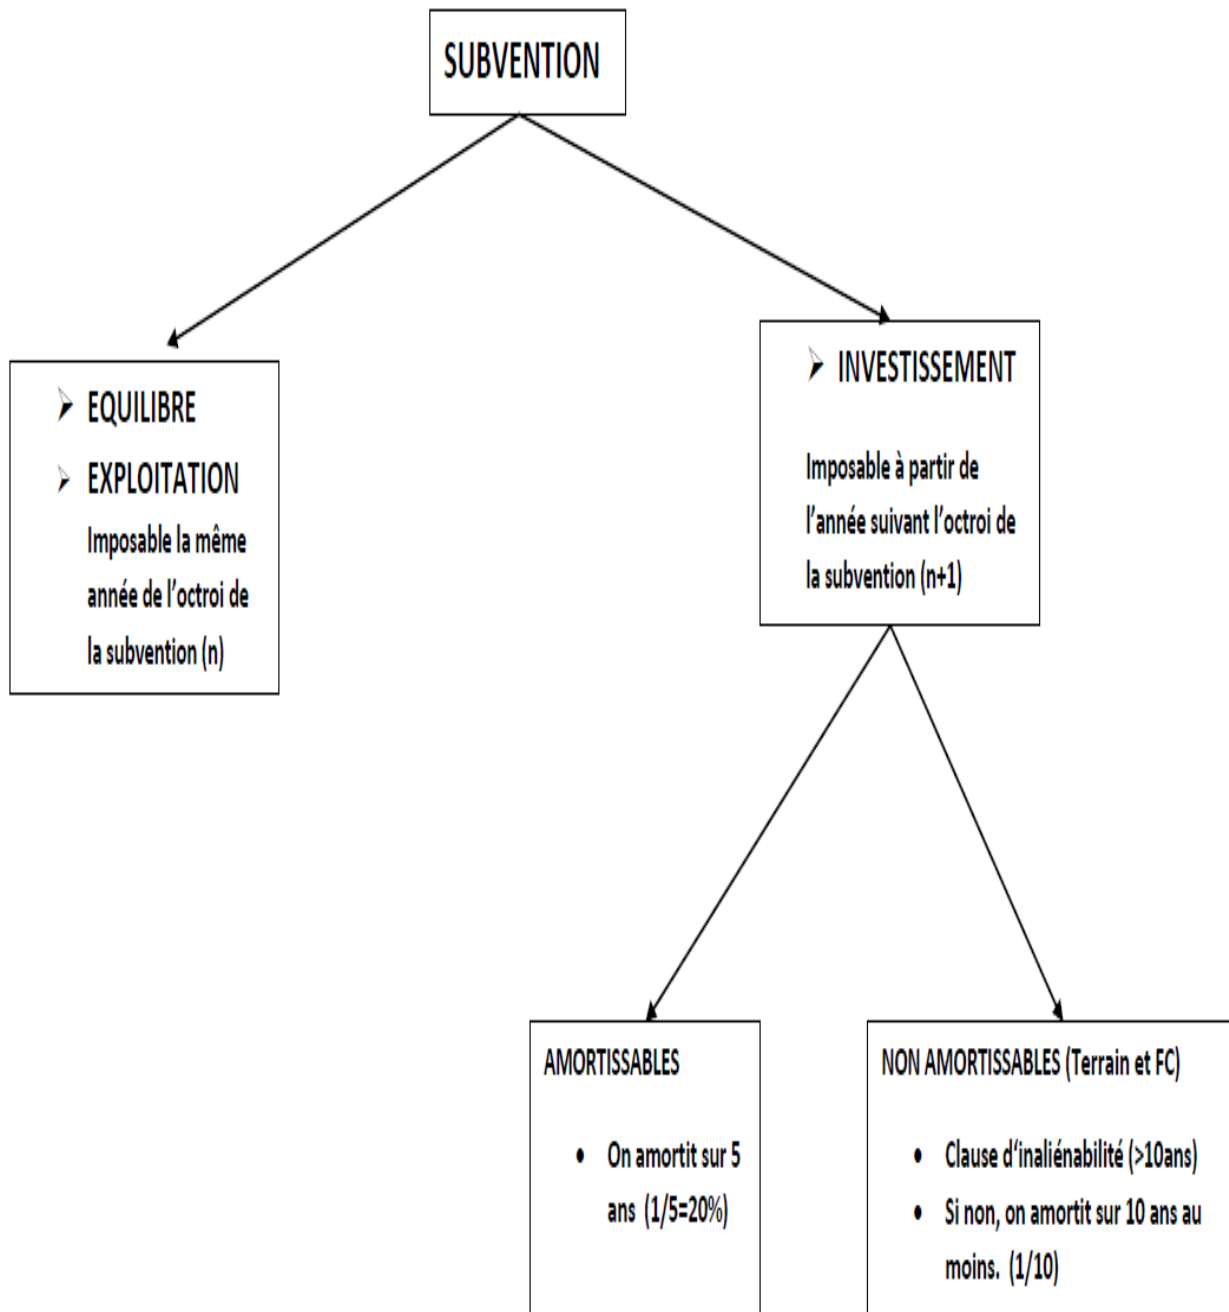 SUBVENTION
➢ EQUILIBRE
➢ EXPLOITATION
Imposable la même
année de l'octroi de
la subvention (n)
➢ INVESTISSEMENT
Imposable à partir de
l'année suivant l'octroi de
la subvention (n+1)
AMORTISSABLES
• On amortit sur 5
ans (1/5=20%)
NON AMORTISSABLES (Terrain et FC)
• Clause d'inaliénabilité (>10ans)
• Si non, on amortit sur 10 ans au
moins. (1/10)